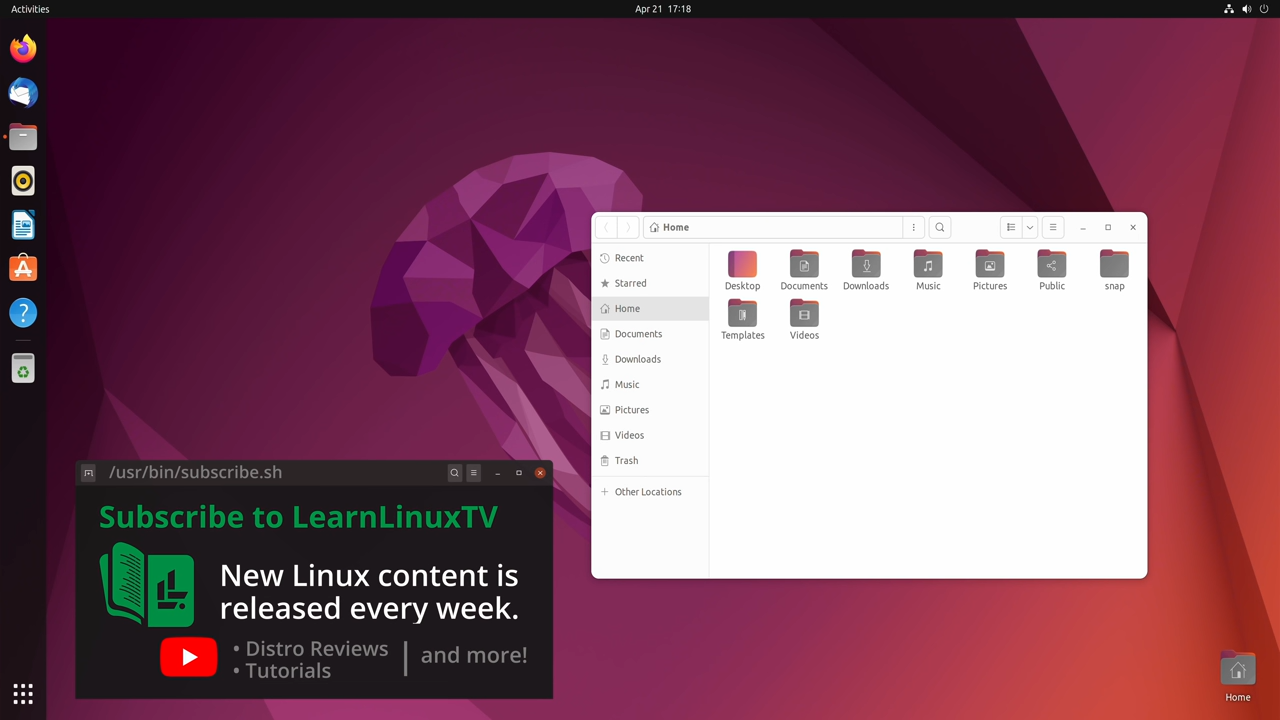 Activities
Apr 21 17:18
Home
Recent
Starred
Home
Documents
Downloads
Music
Pictures
Videos
Trash
Other Locations
Desktop
Documents
Downloads
Music
Pictures
Public
snap
Templates
Videos
/usr/bin/subscribe.sh
Subscribe to LearnLinuxTV
New Linux content is
released every week.
• Distro Reviews
• Tutorials
and more!
Home